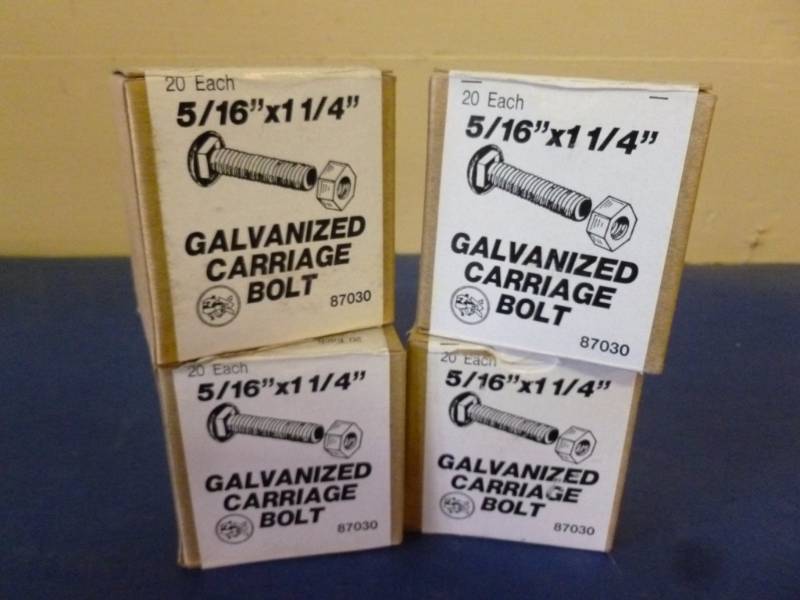 20 Each
5/16"x1 1/4"
GALVANIZED
CARRIAGE
BOLT
87030
20 Each
5/16"x1 1/4"
GALVANIZED
CARRIAGE
BOLT
87030
20 Each
5/16"x1 1/4"
GALVANIZED
CARRIAGE
BOLT
87030
20 Each
5/16"x1 1/4"
GALVANIZED
CARRIAGE
BOLT
87030